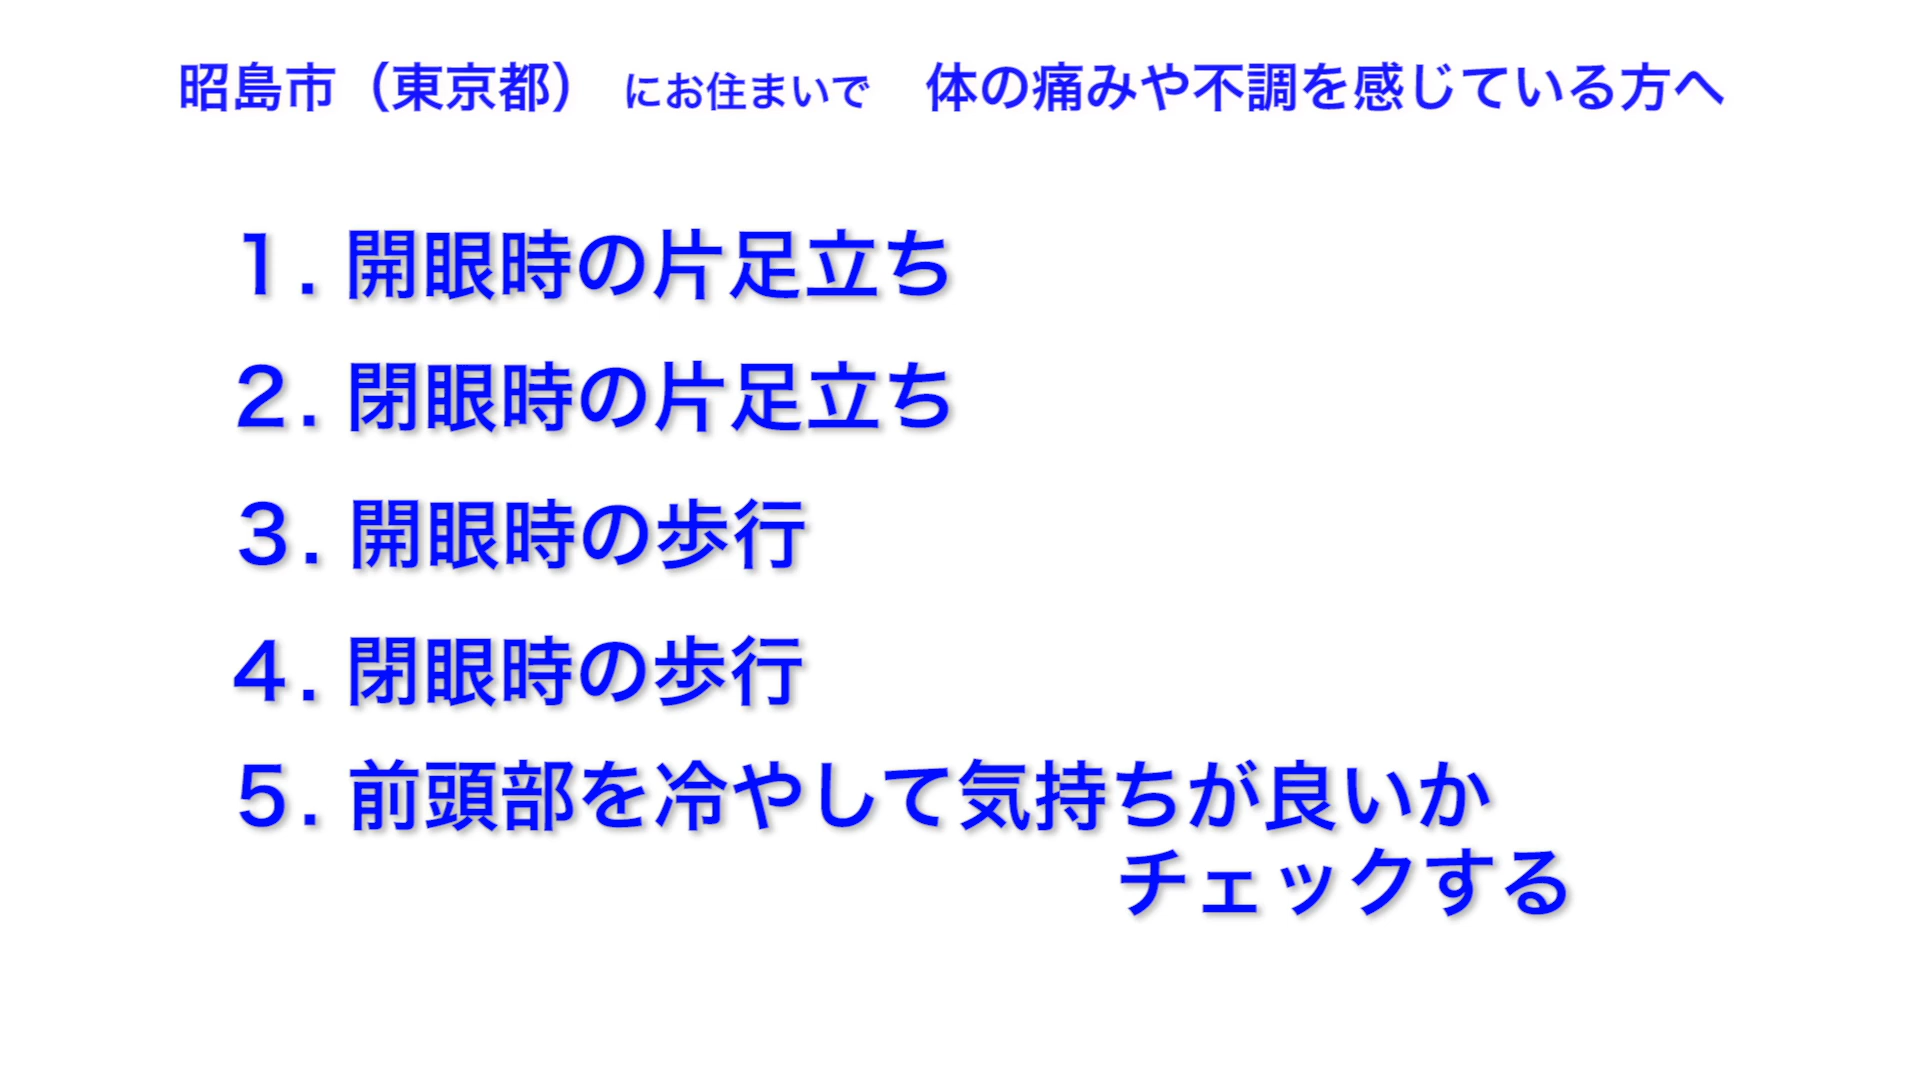 昭島市（東京都） にお住まいで 体の痛みや不調を感じている方へ
１. 開眼時の片足立ち
２. 閉眼時の片足立ち
３. 開眼時の歩行
４. 閉眼時の歩行
５. 前頭部を冷やして気持ちが良いか
チェックする